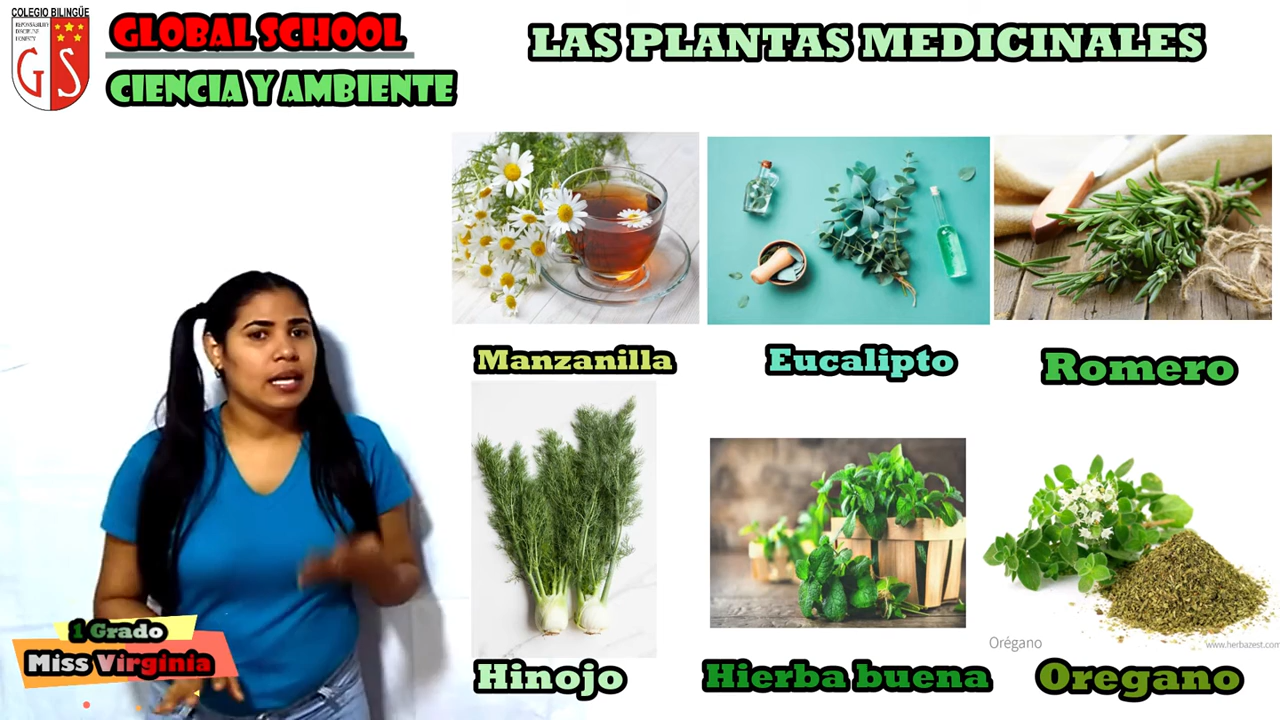 COLEGIO BILINGÜE
G S
GLOBAL SCHOOL
CIENCIA Y AMBIENTE
LAS PLANTAS MEDICINALES
Manzanilla
Eucalipto
Romero
Hinojo
Hierba buena
Orégano
www.herbazest.com
Oregano
1 Grado
Miss Virginia